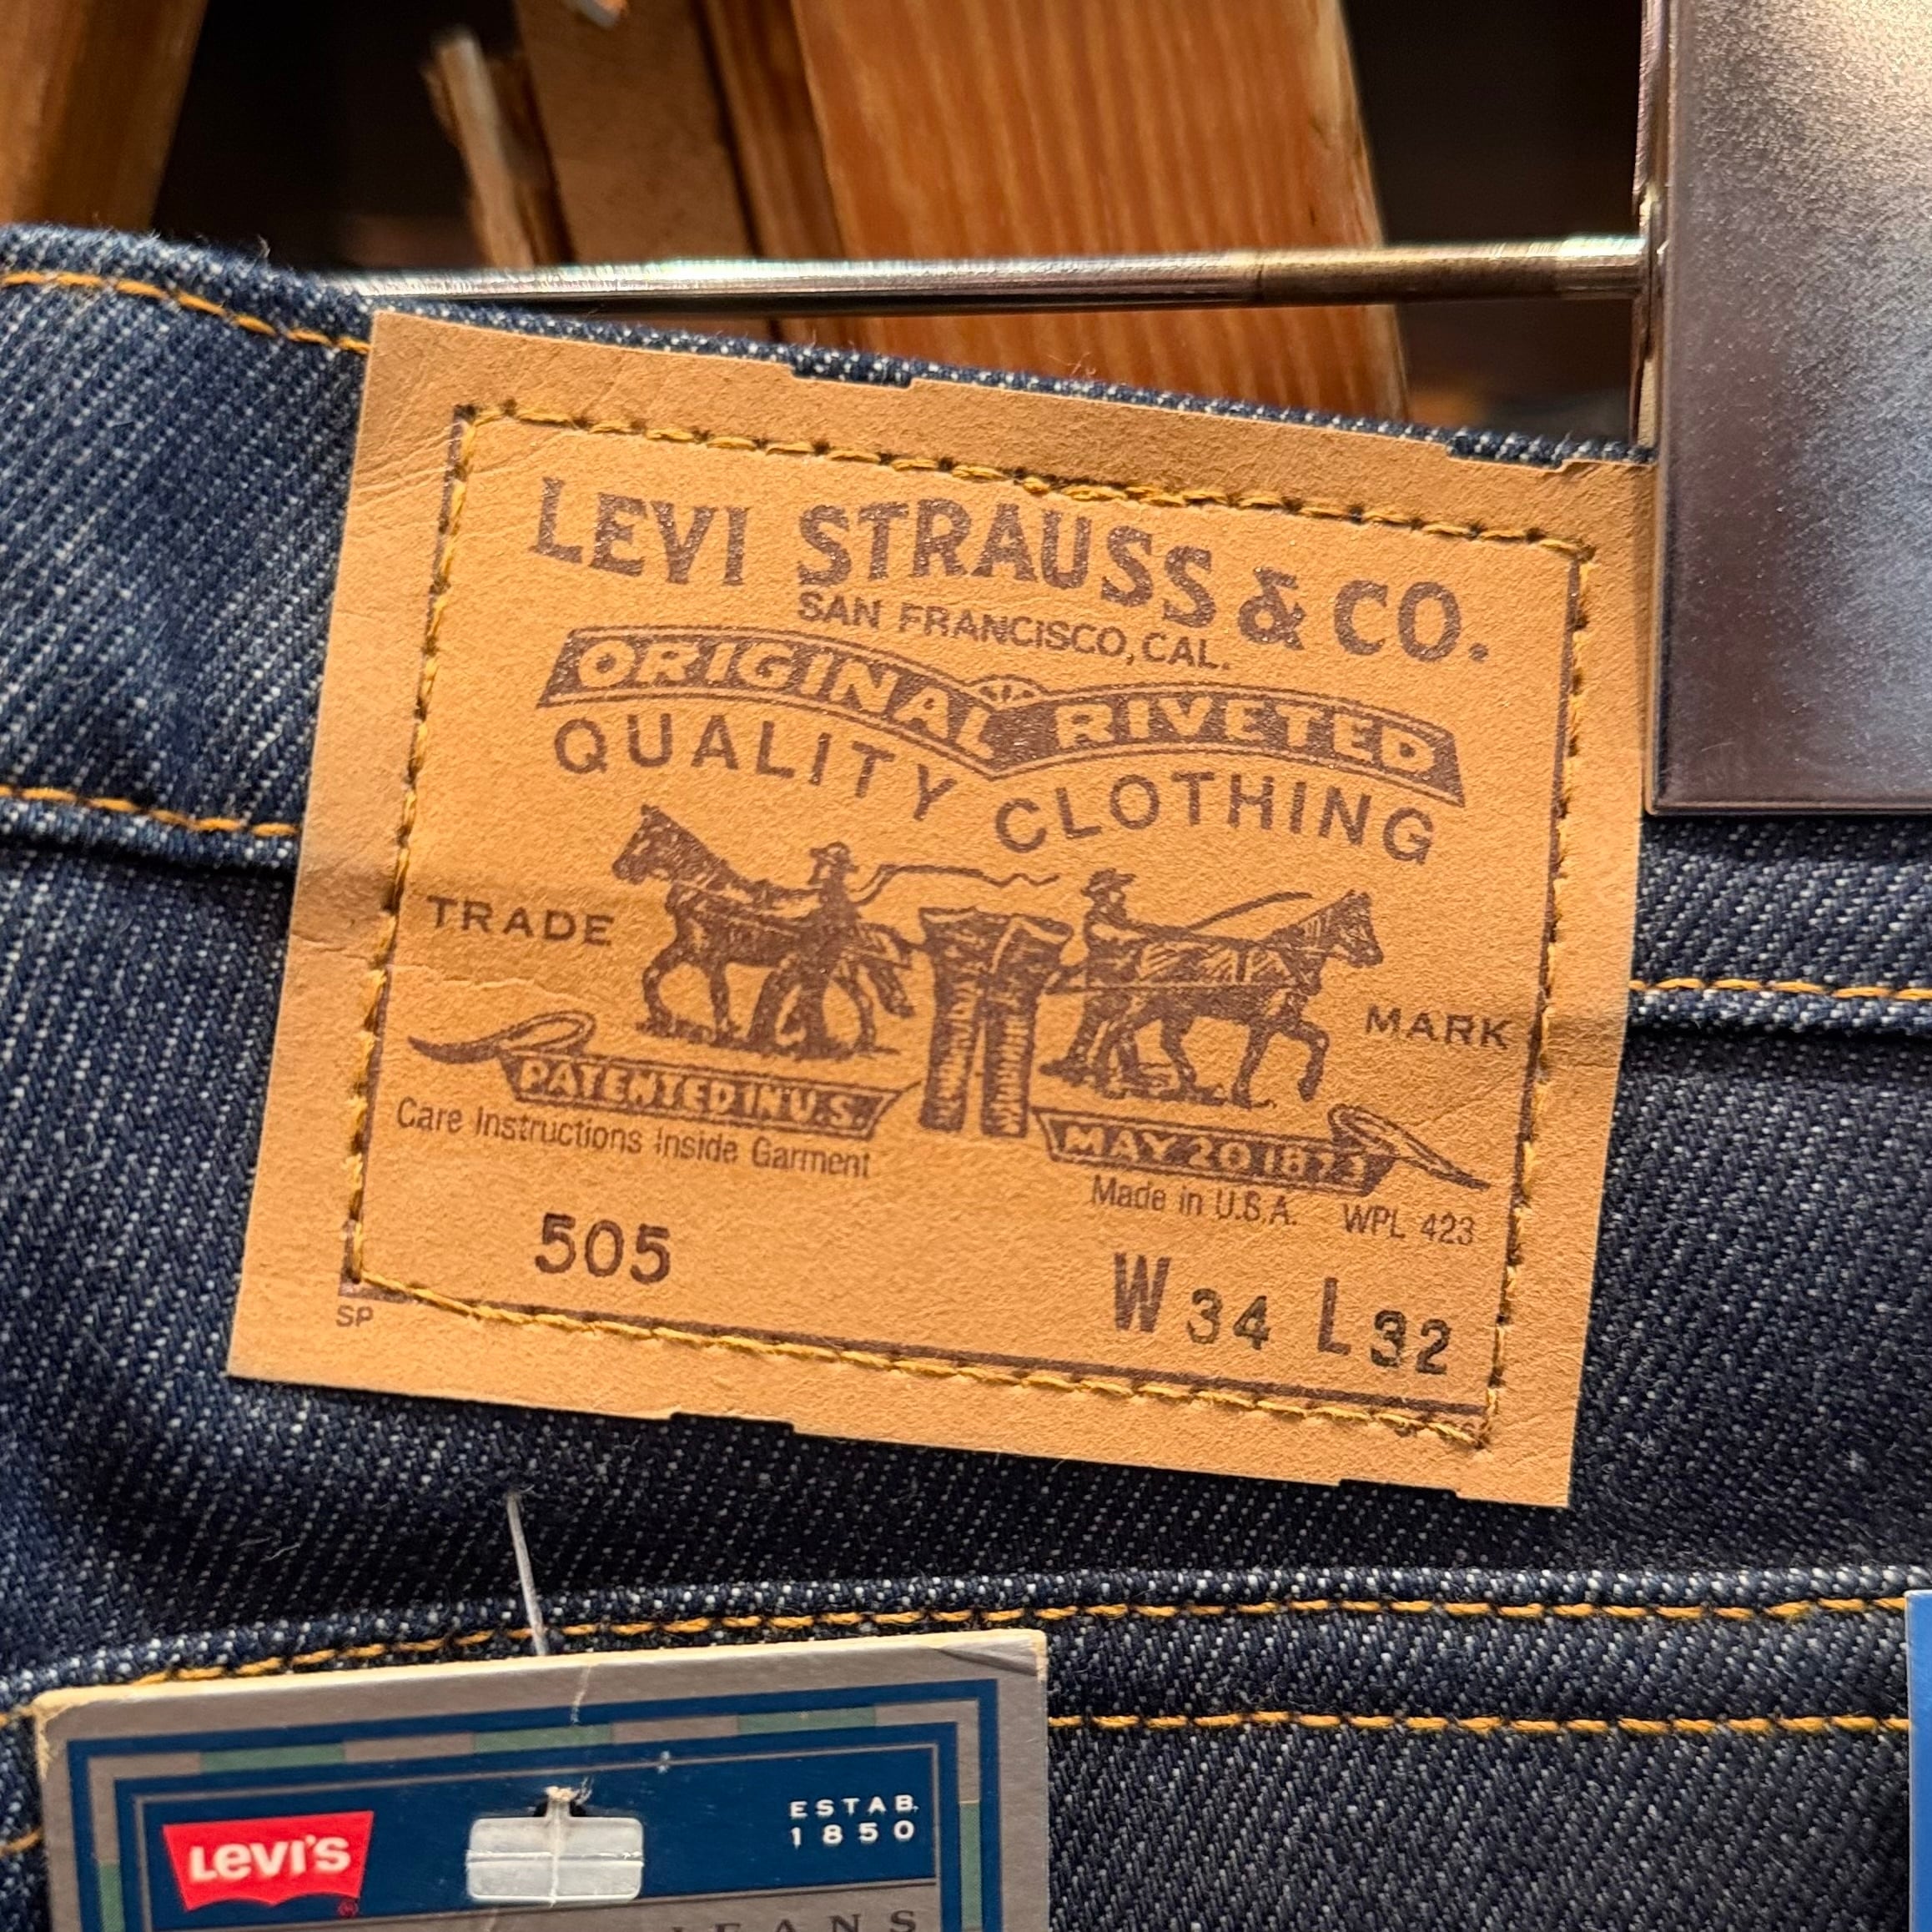 LEVI STRAUSS & CO.
SAN FRANCISCO, CAL.
ORIGINAL RIVETED
QUALITY CLOTHING
TRADE MARK
PATENTED IN U.S. MAY 20 1873
Care Instructions Inside Garment
Made in U.S.A. WPL 423
505
W 34 L 32
SP
LEVI'S
®
ESTAB.
1850
JEANS